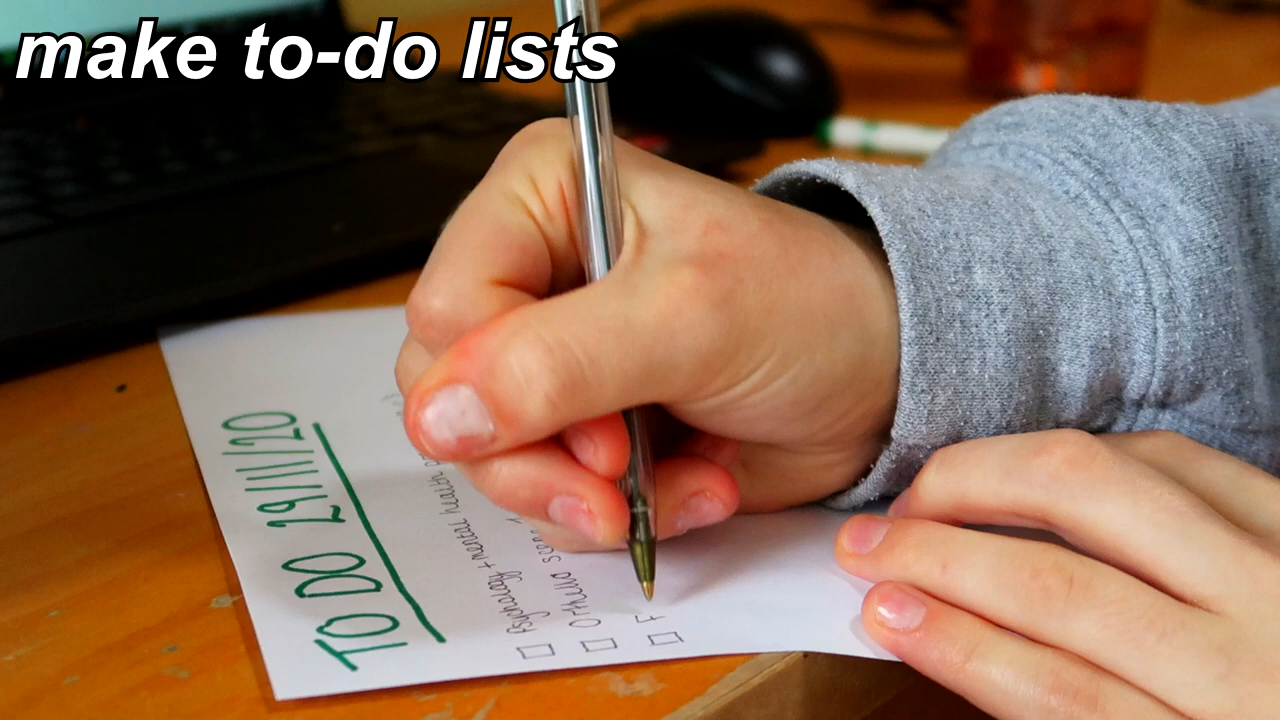 make to-do lists
TO DO 29/11/20
□ Psychology + mental health
□ Othello scene
□ F